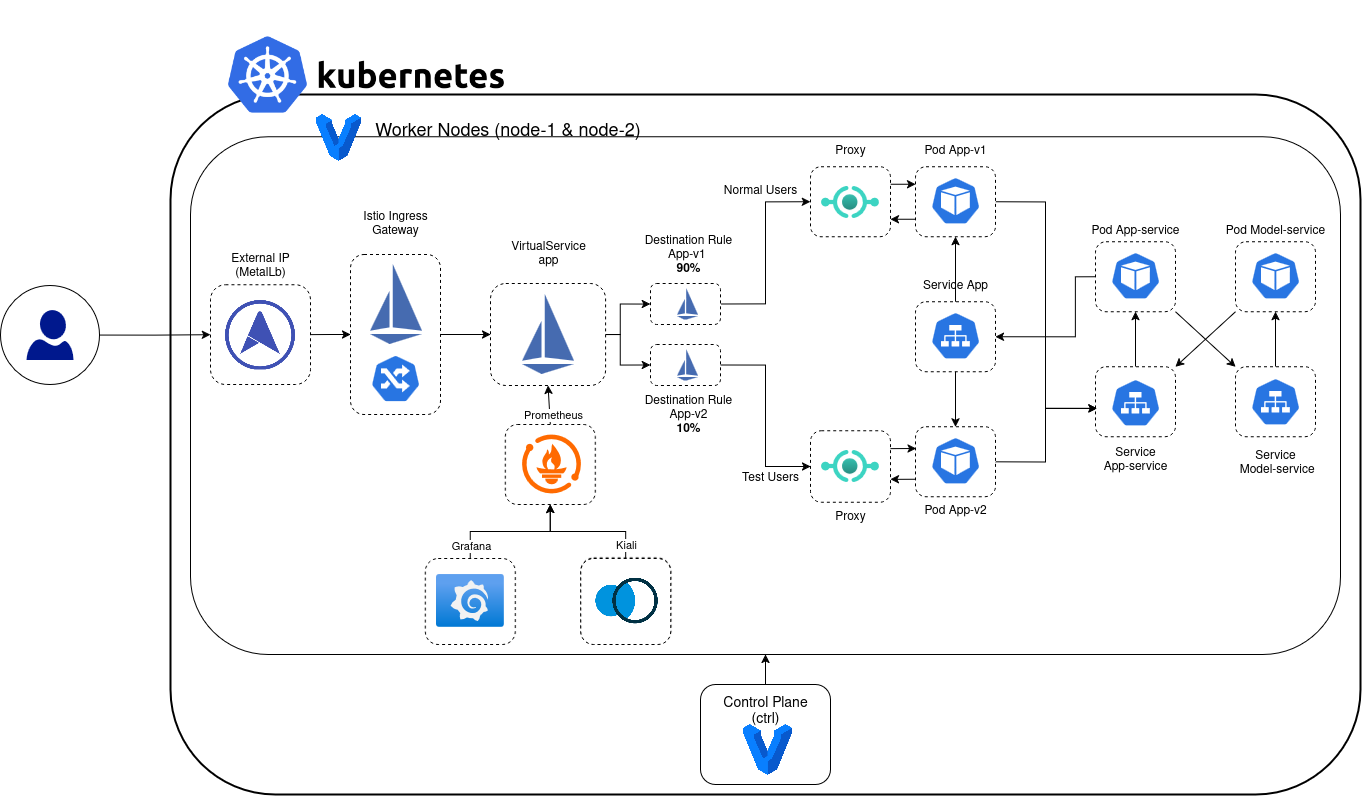 kubernetes
Worker Nodes (node-1 & node-2)
External IP
(MetalLb)
Istio Ingress
Gateway
VirtualService
app
Prometheus
Grafana
Kiali
Destination Rule
App-v1
90%
Destination Rule
App-v2
10%
Normal Users
Test Users
Proxy
Pod App-v1
Service App
Proxy
Pod App-v2
Pod App-service
Pod Model-service
Service
App-service
Service
Model-service
Control Plane
(ctrl)